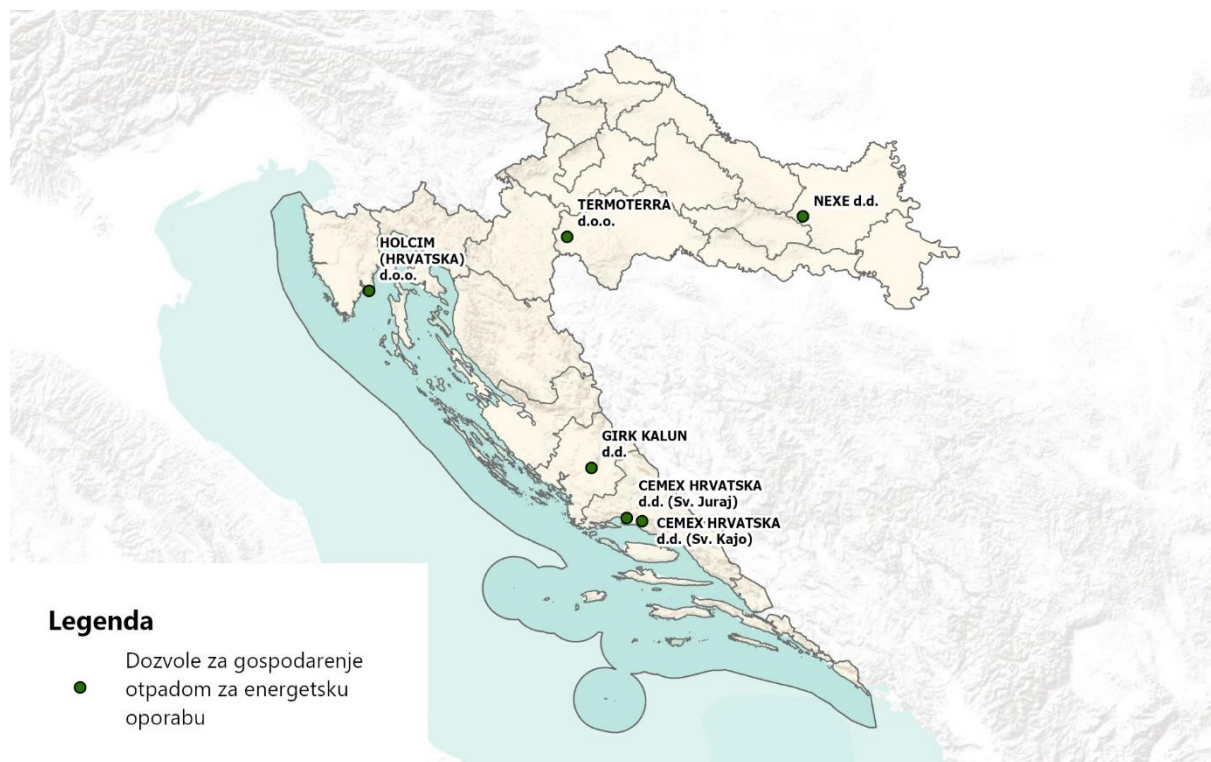 TERMOTERRA
d.o.o.
NEXE d.d.
HOLCIM
(HRVATSKA)
d.o.o.
GIRK KALUN
d.d.
CEMEX HRVATSKA
d.d. (Sv. Juraj)
CEMEX HRVATSKA
d.d. (Sv. Kajo)
Legenda
Dozvole za gospodarenje
otpadom za energetsku
oporabu